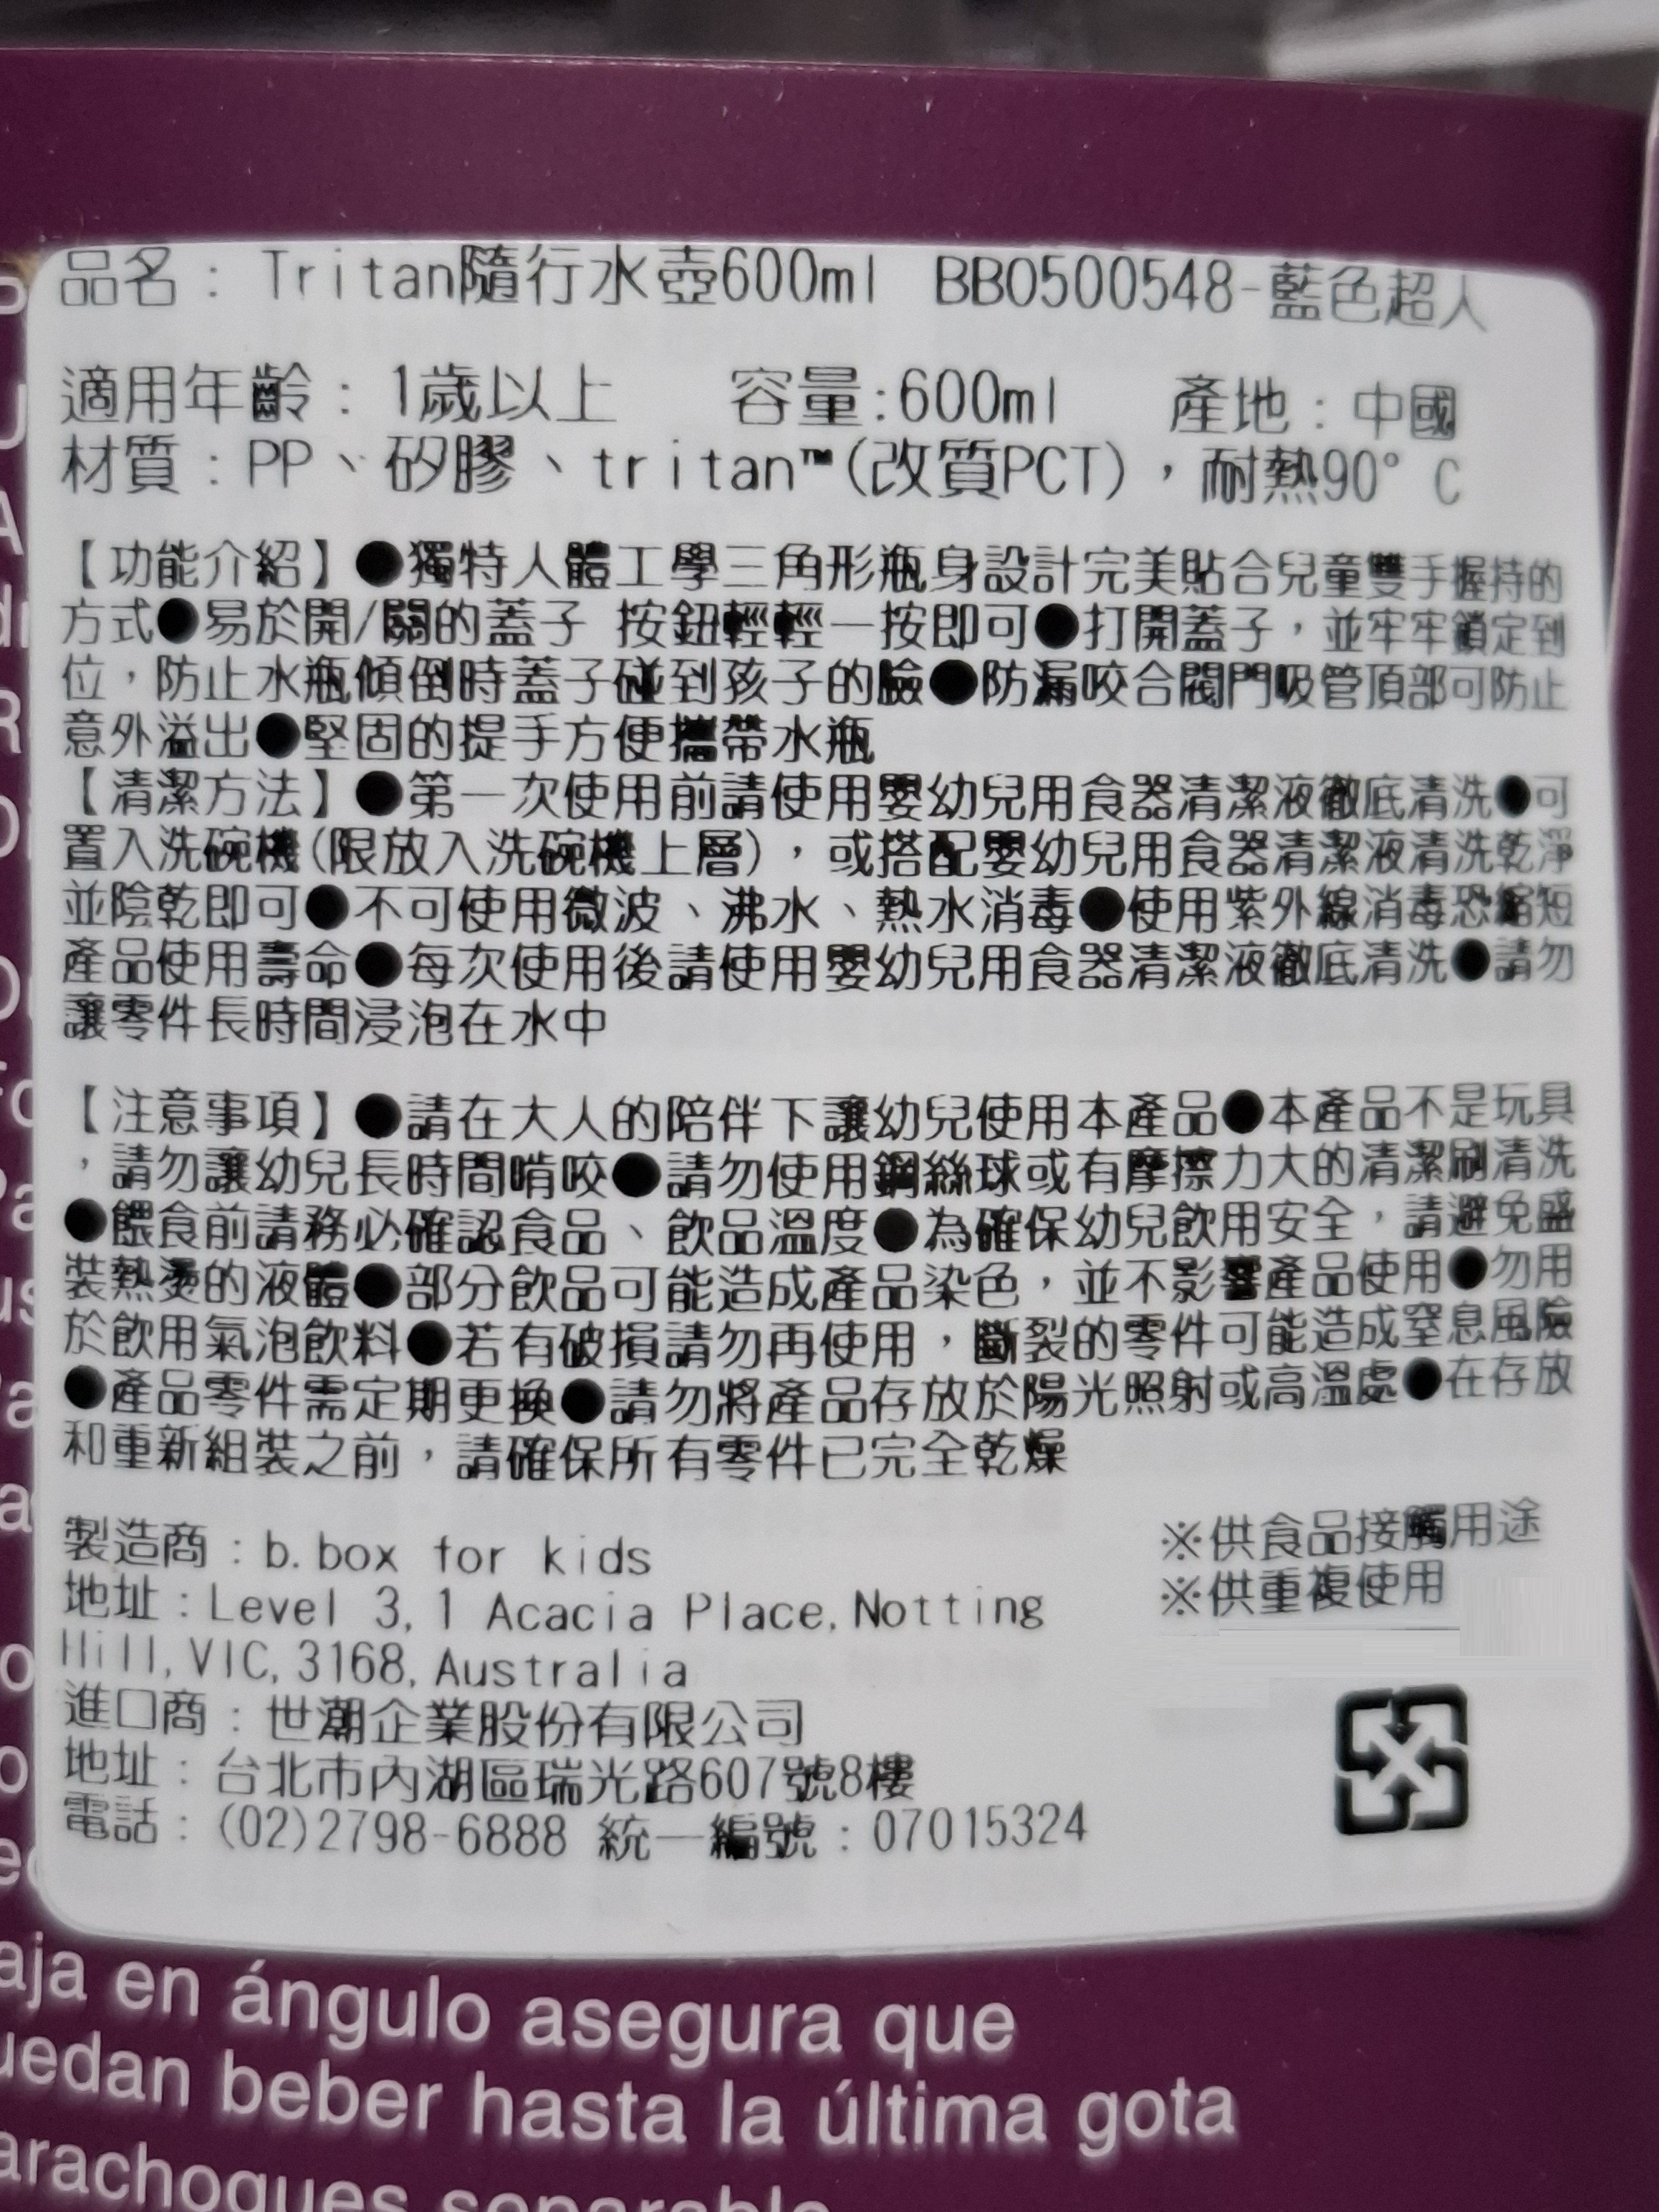 品名：Tritan隨行水壺600ml BB0500548-藍色超人
適用年齡：1歲以上 容量:600ml 產地：中國
材質：PP、矽膠、tritan™(改質PCT)，耐熱90°C
【功能介紹】●獨特人體工學三角形瓶身設計完美貼合兒童雙手握持的
方式●易於開/關的蓋子 按鈕輕輕一按即可●打開蓋子，並牢牢鎖定到
位，防止水瓶傾倒時蓋子碰到孩子的臉●防漏咬合閥門吸管頂部可防止
意外溢出●堅固的提手方便攜帶水瓶
【清潔方法】●第一次使用前請使用嬰幼兒用食器清潔液徹底清洗●可
置入洗碗機(限放入洗碗機上層)，或搭配嬰幼兒用食器清潔液清洗乾淨
並陰乾即可●不可使用微波、沸水、熱水消毒●使用紫外線消毒恐縮短
產品使用壽命●每次使用後請使用嬰幼兒用食器清潔液徹底清洗●請勿
讓零件長時間浸泡在水中
【注意事項】●請在大人的陪伴下讓幼兒使用本產品●本產品不是玩具
，請勿讓幼兒長時間啃咬●請勿使用鋼絲球或有摩擦力大的清潔刷清洗
●餵食前請務必確認食品、飲品溫度●為確保幼兒飲用安全，請避免盛
裝熱燙的液體●部分飲品可能造成產品染色，並不影響產品使用●勿用
於飲用氣泡飲料●若有破損請勿再使用，斷裂的零件可能造成窒息風險
●產品零件需定期更換●請勿將產品存放於陽光照射或高溫處●在存放
和重新組裝之前，請確保所有零件已完全乾燥
製造商：b.box for kids
地址：Level 3, 1 Acacia Place, Notting
Hill, VIC, 3168, Australia
進口商：世潮企業股份有限公司
地址：台北市內湖區瑞光路607號8樓
電話：(02)2798-6888 統一編號：07015324
※供食品接觸用途
※供重複使用
aja en ángulo asegura que
uedan beber hasta la última gota
arachoques separable